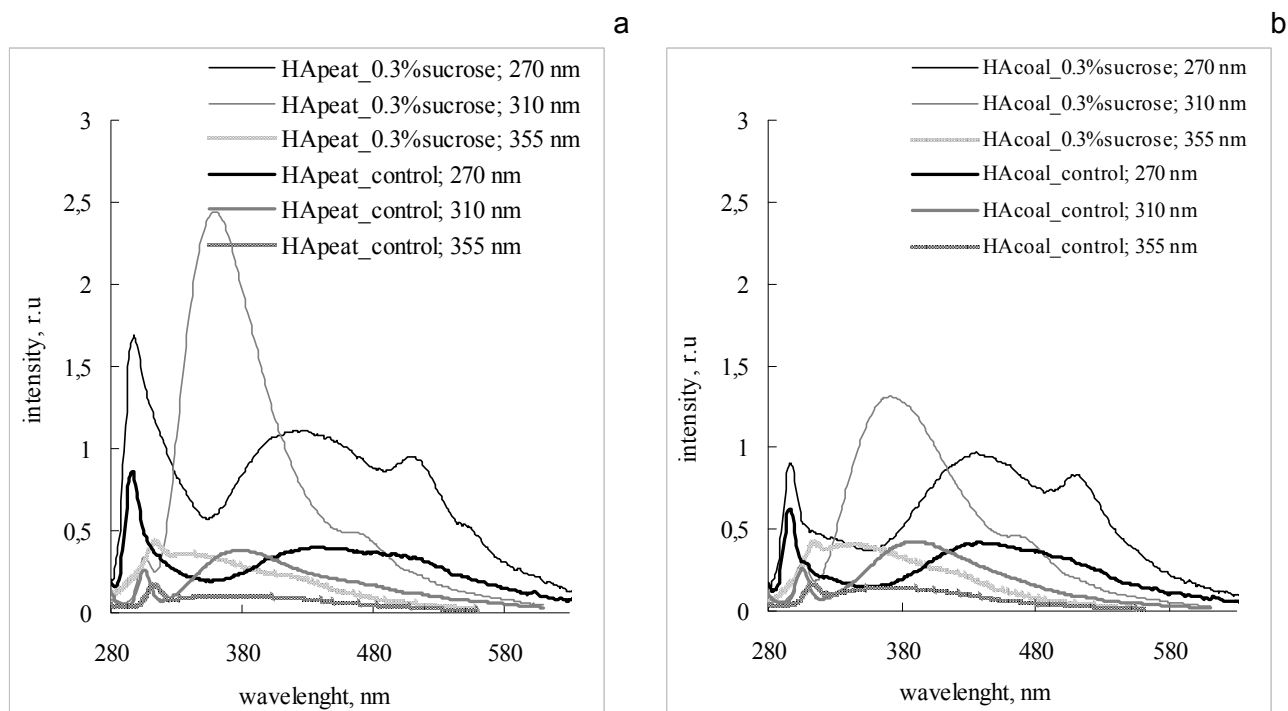 a
HApeat_0.3%sucrose; 270 nm
HApeat_0.3%sucrose; 310 nm
HApeat_0.3%sucrose; 355 nm
HApeat_control; 270 nm
HApeat_control; 310 nm
HApeat_control; 355 nm
3
2,5
2
1,5
1
0,5
0
intensity, r.u
280
380
480
580
wavelenght, nm
b
HAcoal_0.3%sucrose; 270 nm
HAcoal_0.3%sucrose; 310 nm
HAcoal_0.3%sucrose; 355 nm
HAcoal_control; 270 nm
HAcoal_control; 310 nm
HAcoal_control; 355 nm
3
2,5
2
1,5
1
0,5
0
intensity, r.u
280
380
480
580
wavelenght, nm